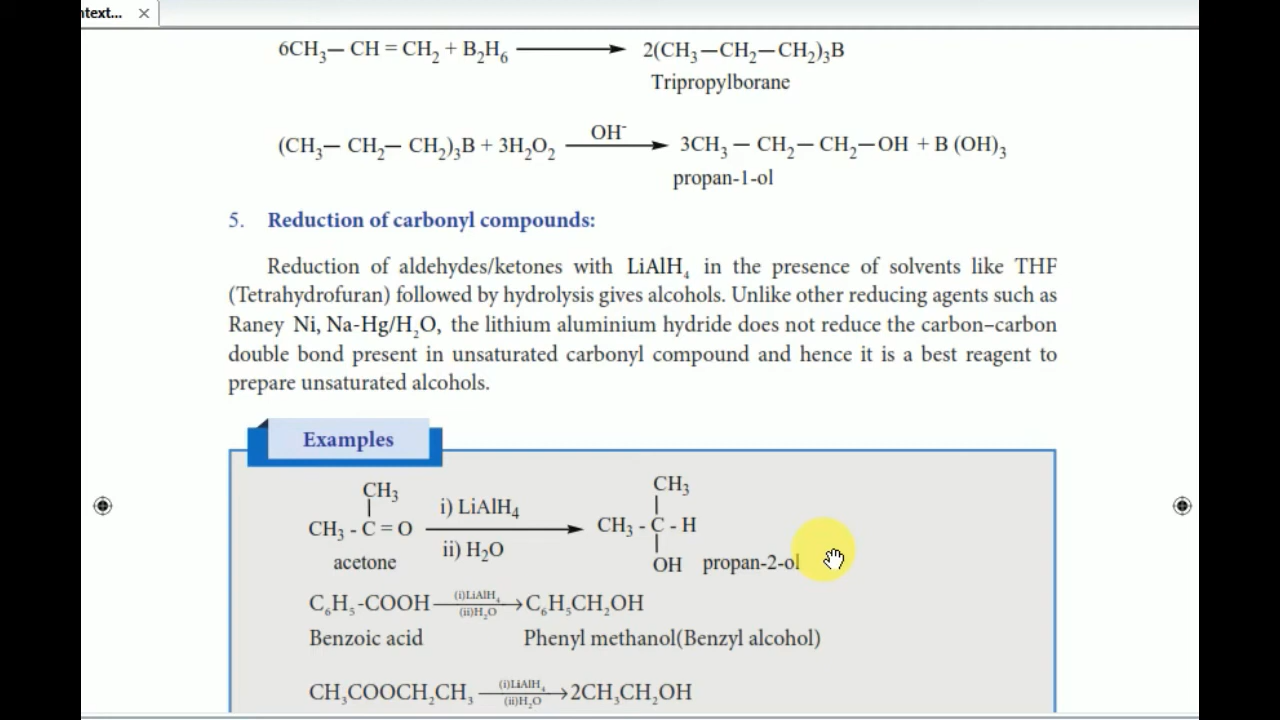 ntext...
6CH₃— CH = CH₂ + B₂H₆ ⟶ 2(CH₃—CH₂—CH₂)₃B
Tripropylborane
OH⁻
(CH₃— CH₂— CH₂)₃B + 3H₂O₂ ⟶ 3CH₃ — CH₂— CH₂—OH + B (OH)₃
propan-1-ol
5. Reduction of carbonyl compounds:
Reduction of aldehydes/ketones with LiAlH₄ in the presence of solvents like THF
(Tetrahydrofuran) followed by hydrolysis gives alcohols. Unlike other reducing agents such as
Raney Ni, Na-Hg/H₂O, the lithium aluminium hydride does not reduce the carbon–carbon
double bond present in unsaturated carbonyl compound and hence it is a best reagent to
prepare unsaturated alcohols.
Examples
CH₃ i) LiAlH₄ CH₃
CH₃ - C = O ⟶ CH₃ - C - H
acetone ii) H₂O OH propan-2-ol
C₆H₅-COOH (i)LiAlH₄ (ii)H₂O ⟶ C₆H₅CH₂OH
Benzoic acid Phenyl methanol(Benzyl alcohol)
CH₃COOCH₂CH₃ (i)LiAlH₄ (ii)H₂O ⟶ 2CH₃CH₂OH